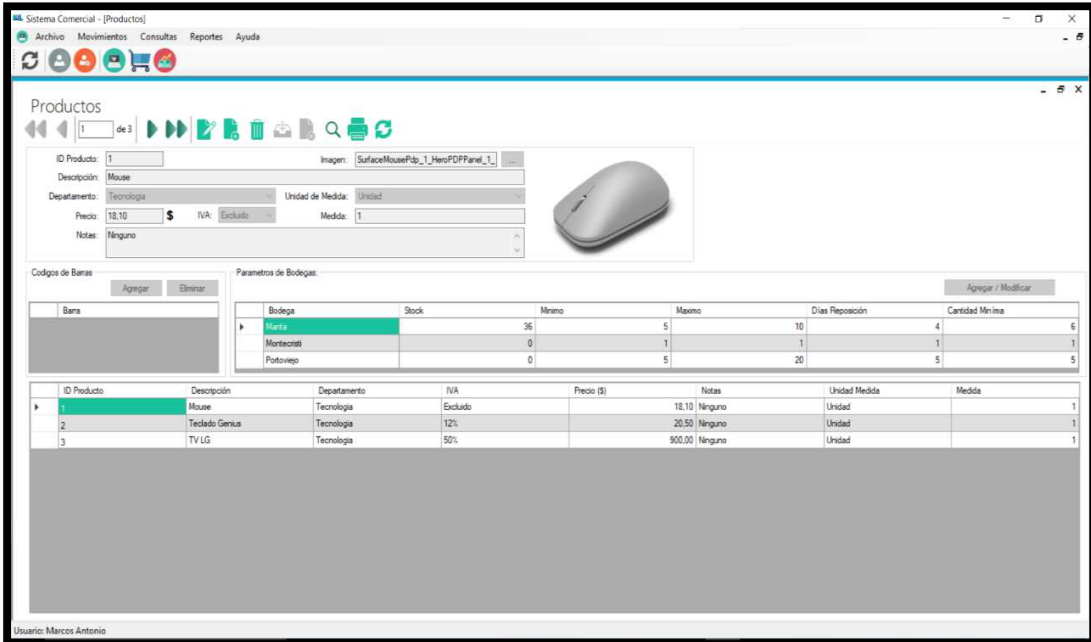 Sistema Comercial - [Productos]
Archivo Movimientos Consultas Reportes Ayuda
Productos
1 de 3
ID Producto: 1 Imagen: SurfaceMousePdp_1_HeroPDPPanel_1_ ...
Descripción: Mouse
Departamento: Tecnologia Unidad de Medida: Unidad
Precio: 18,10 $ IVA: Excluido Medida: 1
Notas: Ninguno
Codigos de Barras Parametros de Bodegas:
Agregar Eliminar Agregar / Modificar
Barra Bodega Stock Minimo Maximo Días Reposición Cantidad Minima
Manta 36 5 10 4 6
Montecristi 0 1 1 1 1
Portoviejo 0 5 20 5 5
ID Producto Descripción Departamento IVA Precio ($) Notas Unidad Medida Medida
1 Mouse Tecnologia Excluido 18,10 Ninguno Unidad 1
2 Teclado Genius Tecnologia 12% 20,50 Ninguno Unidad 1
3 TV LG Tecnologia 50% 900,00 Ninguno Unidad 1
Usuario: Marcos Antonio